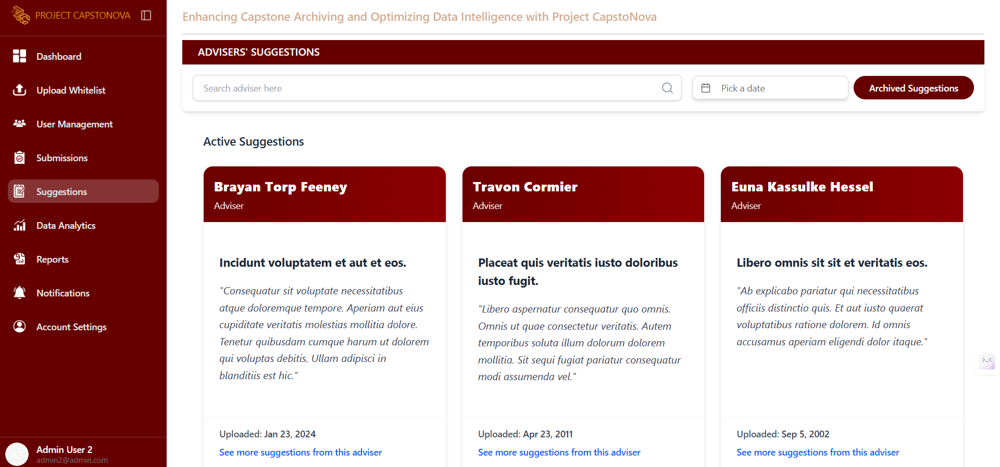 PROJECT CAPSTONOVA
Dashboard
Upload Whitelist
User Management
Submissions
Suggestions
Data Analytics
Reports
Notifications
Account Settings
A2
Admin User 2
admin2@admin.com
Enhancing Capstone Archiving and Optimizing Data Intelligence with Project CapstoNova
ADVISERS' SUGGESTIONS
Search adviser here
Pick a date
Archived Suggestions
Active Suggestions
Brayan Torp Feeney
Adviser
Incidunt voluptatem et aut et eos.
"Consequatur sit voluptate necessitatibus
atque doloremque tempore. Aperiam aut eius
cupiditate veritatis molestias mollitia dolore.
Tenetur quibusdam cumque harum ut dolorem
qui voluptas debitis. Ullam adipisci in
blanditiis est hic."
Uploaded: Jan 23, 2024
See more suggestions from this adviser
Travon Cormier
Adviser
Placeat quis veritatis iusto doloribus
iusto fugit.
"Libero aspernatur consequatur quo omnis.
Omnis ut quae consectetur veritatis. Autem
temporibus soluta illum dolorum dolorem
mollitia. Sit sequi fugiat pariatur consequatur
modi assumenda vel."
Uploaded: Apr 23, 2011
See more suggestions from this adviser
Euna Kassulke Hessel
Adviser
Libero omnis sit sit et veritatis eos.
"Ab explicabo pariatur qui necessitatibus
officiis distinctio quis. Et aut iusto quaerat
voluptatibus ratione dolorem. Id omnis
accusamus aperiam eligendi dolor itaque."
Uploaded: Sep 5, 2002
See more suggestions from this adviser